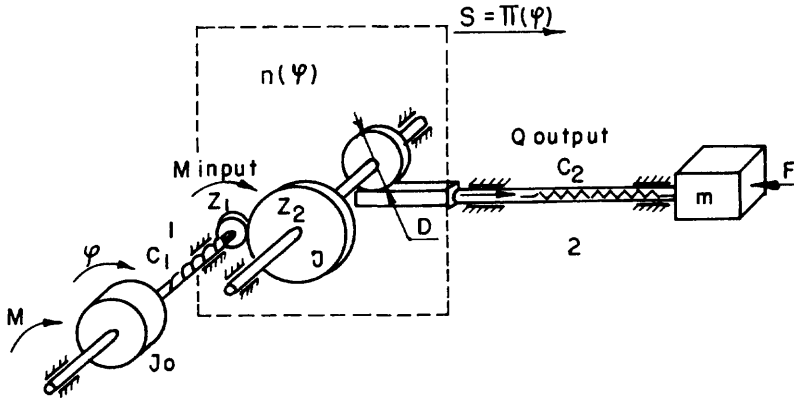 S = Π(φ)
n(φ)
Q output
C₂
F
M input
Z₁
Z₂
m
1
D
C₁
J
2
φ
M
Jo